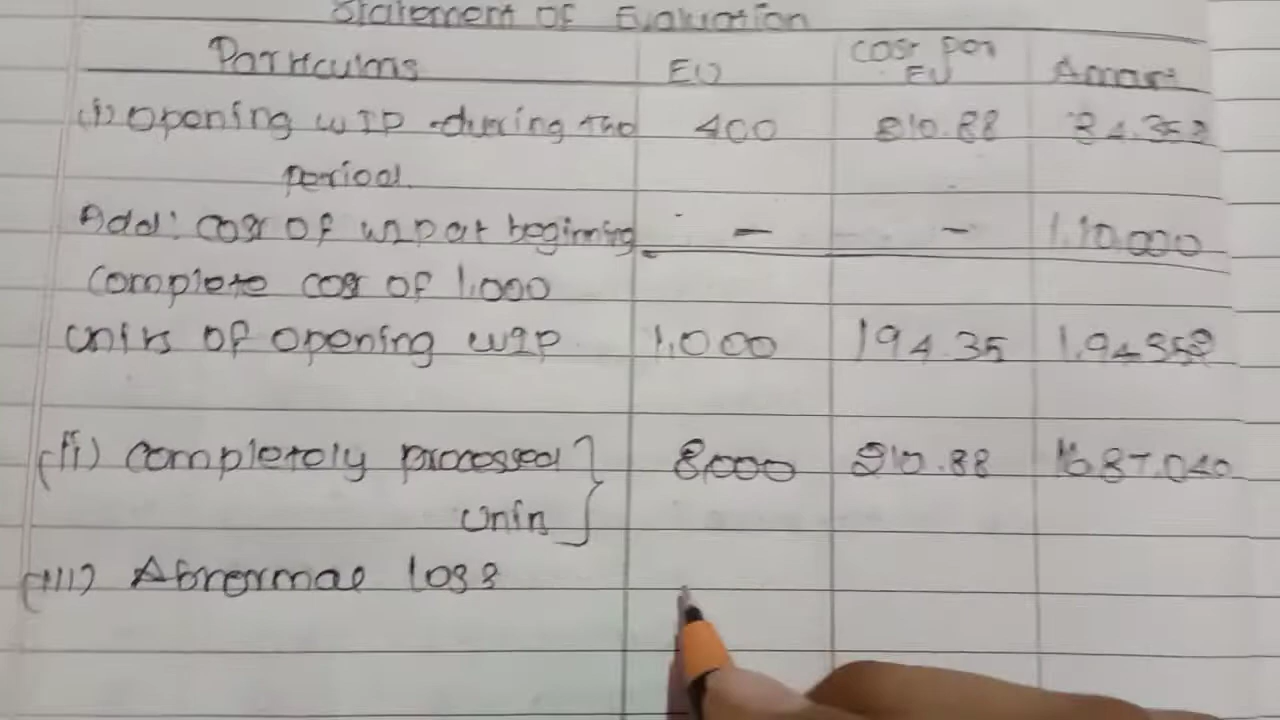 Statement of Evaluation
Particulars EU Cost per EU Amount
(i) Opening WIP during the 400 210.88 84,352
period.
Add: cost of WIP at beginning — — 1,10,000
complete cost of 1,000
units of opening WIP 1,000 194.35 1,94,352
(ii) completely processed 8,000 210.88 1687,040
Units
(iii) Abnormal loss